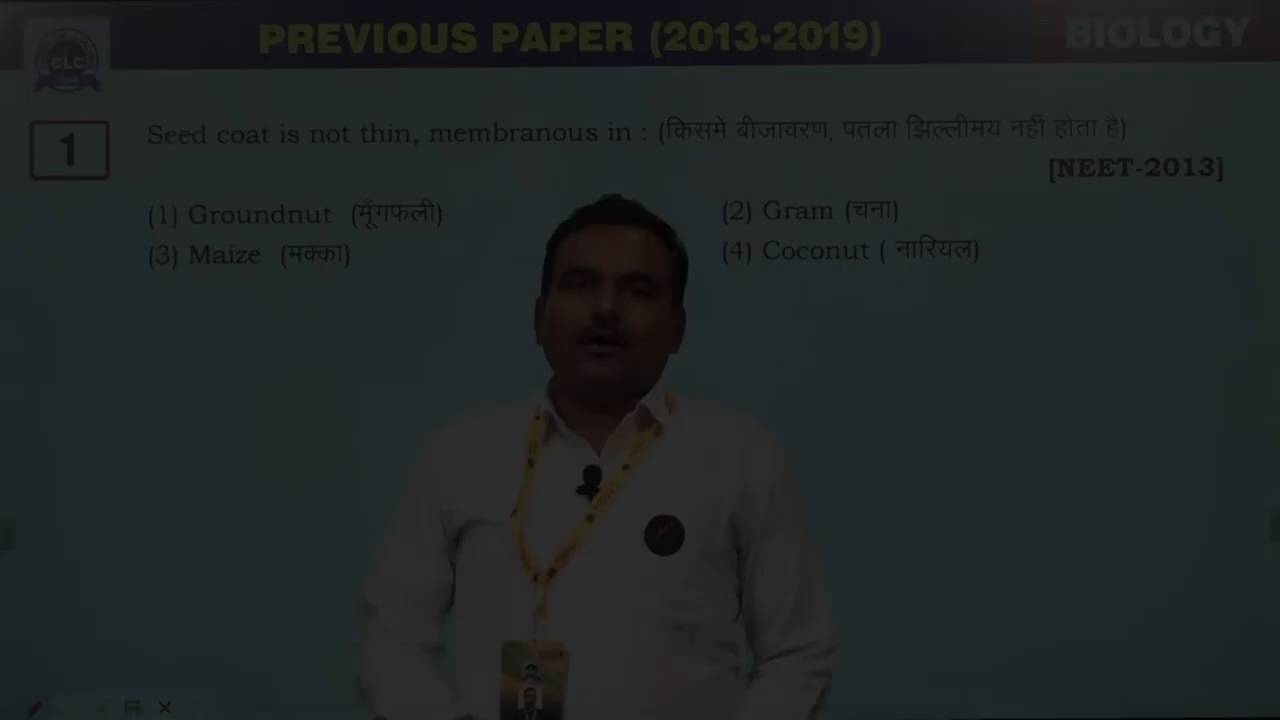 PREVIOUS PAPER (2013-2019)
BIOLOGY
CLC
1
Seed coat is not thin, membranous in : (किसमें बीजावरण, पतला झिल्लीमय नहीं होता है)
[NEET-2013]
(1) Groundnut (मूँगफली)
(2) Gram (चना)
(3) Maize (मक्का)
(4) Coconut ( नारियल)